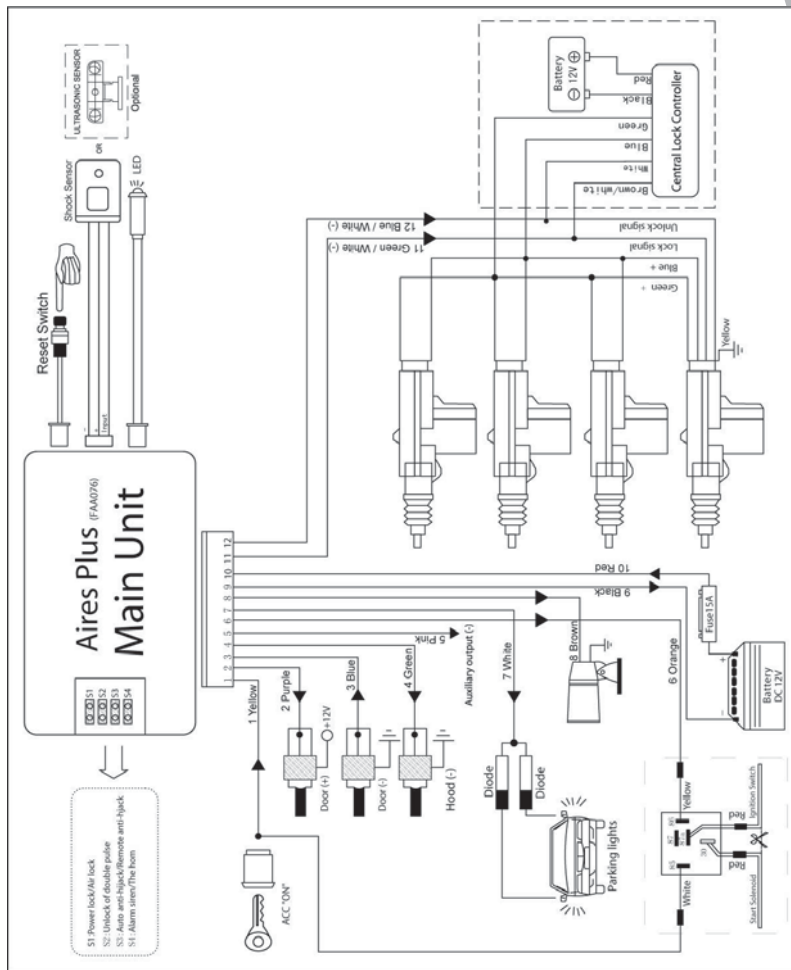 ULTRASONIC SENSOR
Optional
OR
Shock Sensor
LED
Reset Switch
-
+
Input
Aires Plus (FAA076)
Main Unit
S1
S2
S3
S4
S1 :Power lock/Air lock
S2: Unlock of double pulse
S3: Auto anti-hijack/Remote anti-hjack
S4: Alarm siren/The horn
1 2 3 4 5 6 7 8 9 10 11 12
Battery
12V
Red
Black
Green
Blue
White
Brown/white
Central Lock Controller
12 Blue / White (-)
Unlock signal
11 Green / White (-)
Lock signal
Blue +
Green +
Yellow
1 Yellow
2 Purple
3 Blue
4 Green
5 Pink
Auxiliary output (-)
6 Orange
7 White
8 Brown
9 Black
10 Red
+12V
Door (+)
Door (-)
Hood (-)
ACC "ON"
Diode
Diode
Parking lights
Fuse15A
+
-
Battery
DC 12V
Yellow
White
86
87
87a
85
30
Red
Red
Ignition Switch
Start Solenoid